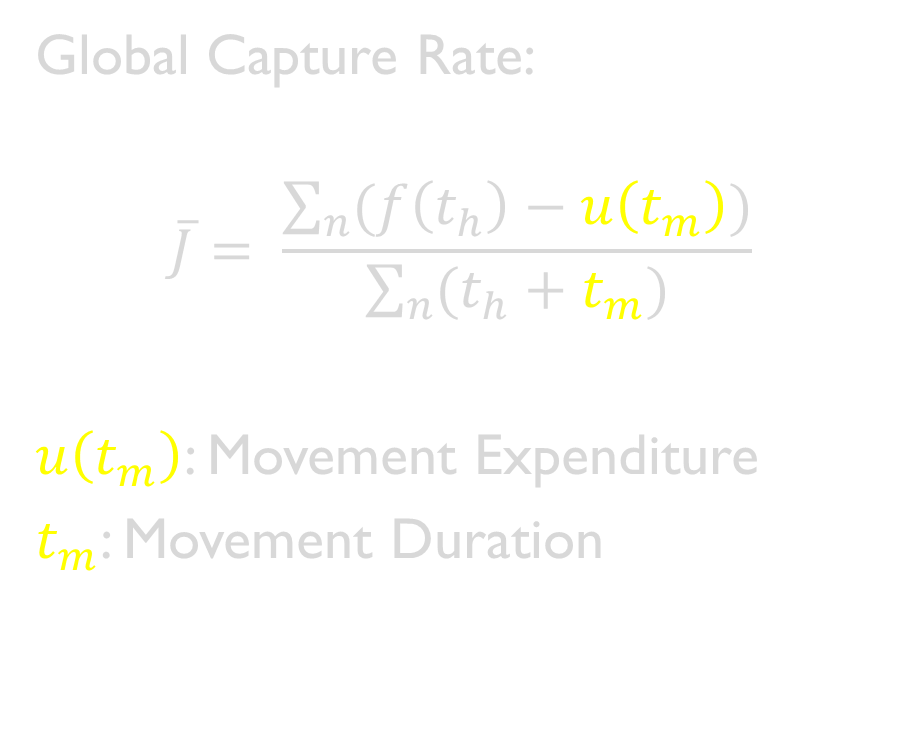 Global Capture Rate:
J̄ = ∑ₙ(f(tₕ) − u(tₘ)) / ∑ₙ(tₕ + tₘ)
u(tₘ): Movement Expenditure
tₘ: Movement Duration